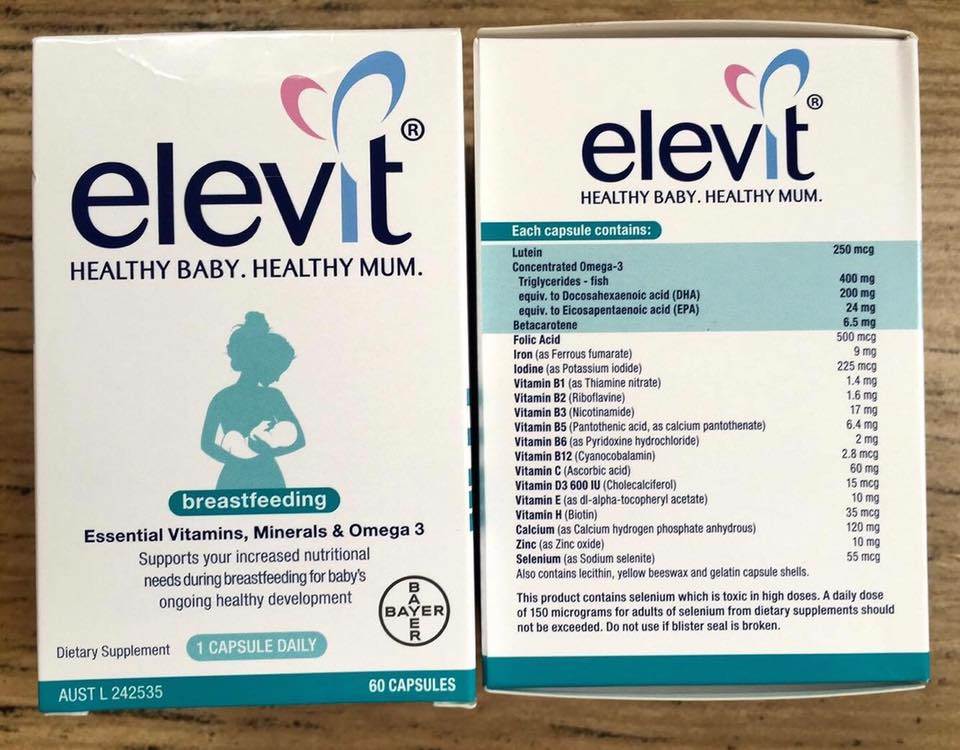 elevit®
HEALTHY BABY. HEALTHY MUM.
breastfeeding
Essential Vitamins, Minerals & Omega 3
Supports your increased nutritional
needs during breastfeeding for baby's
ongoing healthy development
BAYER
BAYER
Dietary Supplement
1 CAPSULE DAILY
AUST L 242535
60 CAPSULES
elevit®
HEALTHY BABY. HEALTHY MUM.
Each capsule contains:
Lutein 250 mcg
Concentrated Omega-3
Triglycerides - fish 400 mg
equiv. to Docosahexaenoic acid (DHA) 200 mg
equiv. to Eicosapentaenoic acid (EPA) 24 mg
Betacarotene 6.5 mg
Folic Acid 500 mcg
Iron (as Ferrous fumarate) 9 mg
Iodine (as Potassium iodide) 225 mcg
Vitamin B1 (as Thiamine nitrate) 1.4 mg
Vitamin B2 (Riboflavine) 1.6 mg
Vitamin B3 (Nicotinamide) 17 mg
Vitamin B5 (Pantothenic acid, as calcium pantothenate) 6.4 mg
Vitamin B6 (as Pyridoxine hydrochloride) 2 mg
Vitamin B12 (Cyanocobalamin) 2.8 mcg
Vitamin C (Ascorbic acid) 60 mg
Vitamin D3 600 IU (Cholecalciferol) 15 mcg
Vitamin E (as dl-alpha-tocopheryl acetate) 10 mg
Vitamin H (Biotin) 35 mcg
Calcium (as Calcium hydrogen phosphate anhydrous) 120 mg
Zinc (as Zinc oxide) 10 mg
Selenium (as Sodium selenite) 55 mcg
Also contains lecithin, yellow beeswax and gelatin capsule shells.
This product contains selenium which is toxic in high doses. A daily dose
of 150 micrograms for adults of selenium from dietary supplements should
not be exceeded. Do not use if blister seal is broken.